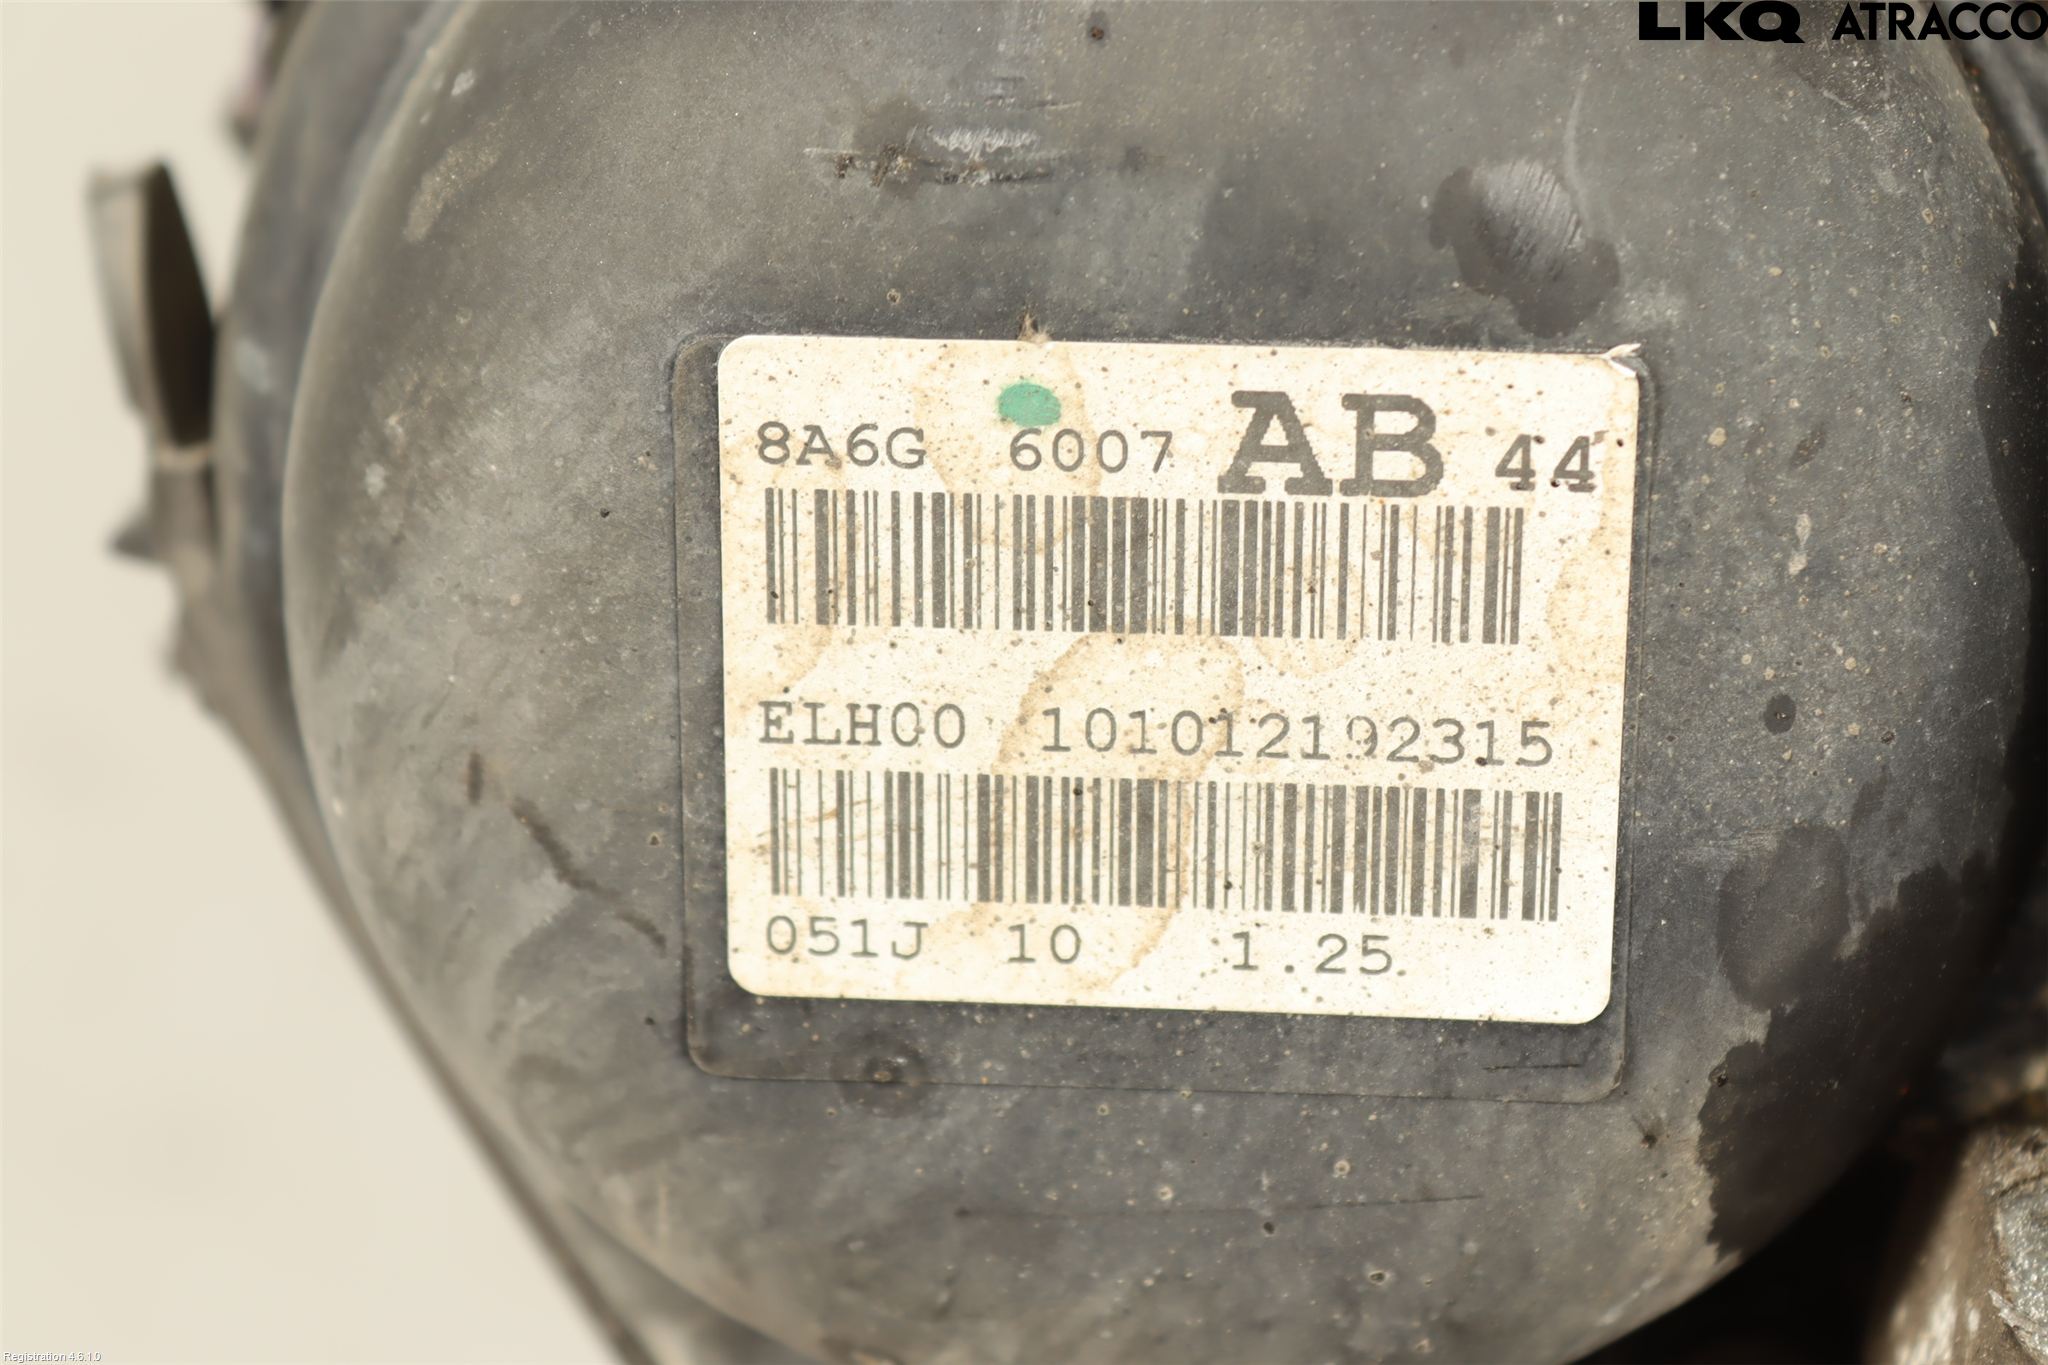 LKQ ATRACCO
8A6G 6007 AB 44
ELH00 101012192315
051J 10 1.25
Registration 4.6.1.0